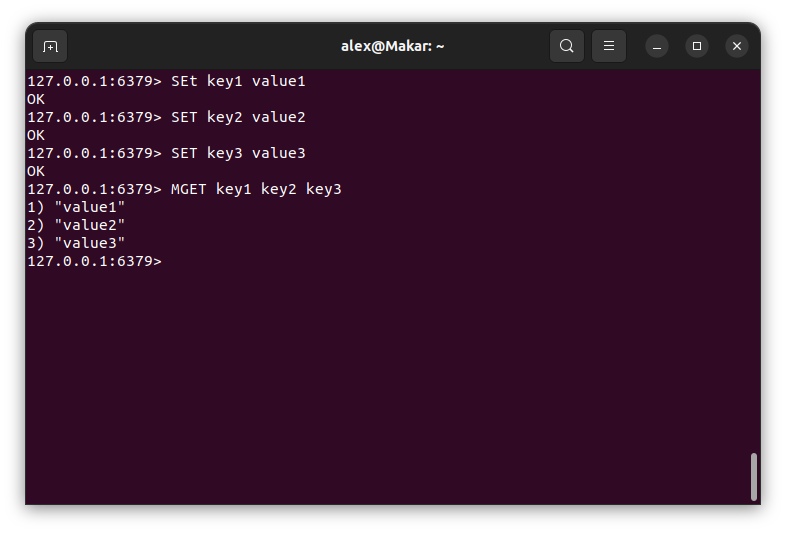 alex@Makar: ~
127.0.0.1:6379> SEt key1 value1
OK
127.0.0.1:6379> SET key2 value2
OK
127.0.0.1:6379> SET key3 value3
OK
127.0.0.1:6379> MGET key1 key2 key3
1) "value1"
2) "value2"
3) "value3"
127.0.0.1:6379>